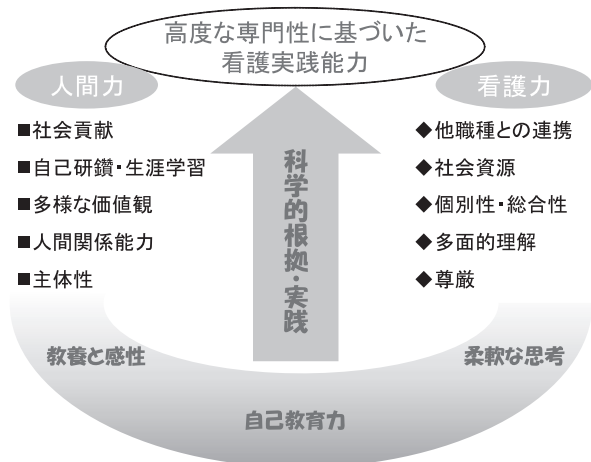 高度な専門性に基づいた
看護実践能力
人間力
■社会貢献
■自己研鑽・生涯学習
■多様な価値観
■人間関係能力
■主体性
科学的根拠・実践
看護力
◆他職種との連携
◆社会資源
◆個別性・総合性
◆多面的理解
◆尊厳
教養と感性
自己教育力
柔軟な思考